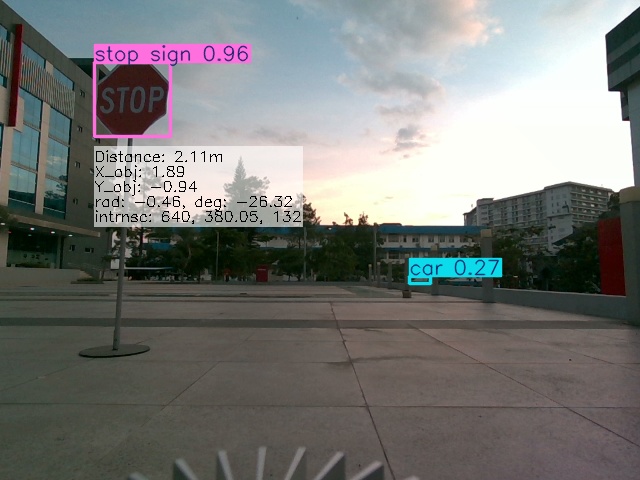 stop sign 0.96
STOP
Distance: 2.11m
X_obj: 1.89
Y_obj: -0.94
rad: -0.46, deg: -26.32
intrnsc: 640, 380.05, 132
car 0.27